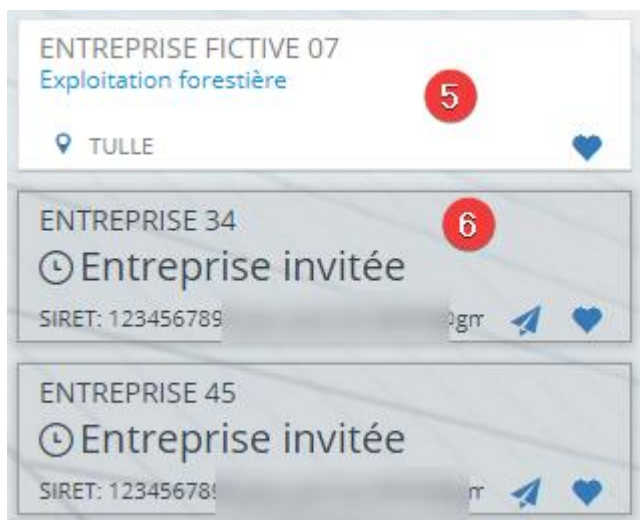 ENTREPRISE FICTIVE 07
Exploitation forestière
5
TULLE
ENTREPRISE 34
6
Entreprise invitée
SIRET: 123456789
ENTREPRISE 45
Entreprise invitée
SIRET: 12345678